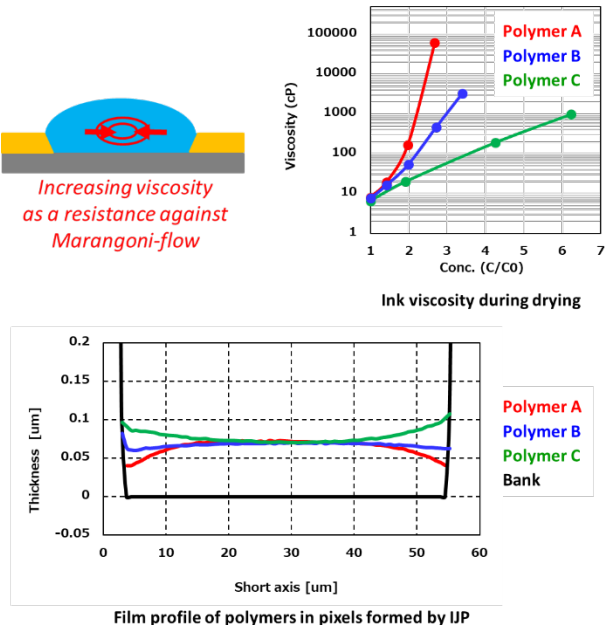 Increasing viscosity
as a resistance against
Marangoni-flow
Viscosity (cP)
100000
10000
1000
100
10
1
Polymer A
Polymer B
Polymer C
1 2 3 4 5 6 7
Conc. (C/C0)
Ink viscosity during drying
Thickness [um]
0.2
0.15
0.1
0.05
0
-0.05
0 10 20 30 40 50 60
Short axis [um]
Polymer A
Polymer B
Polymer C
Bank
Film profile of polymers in pixels formed by IJP